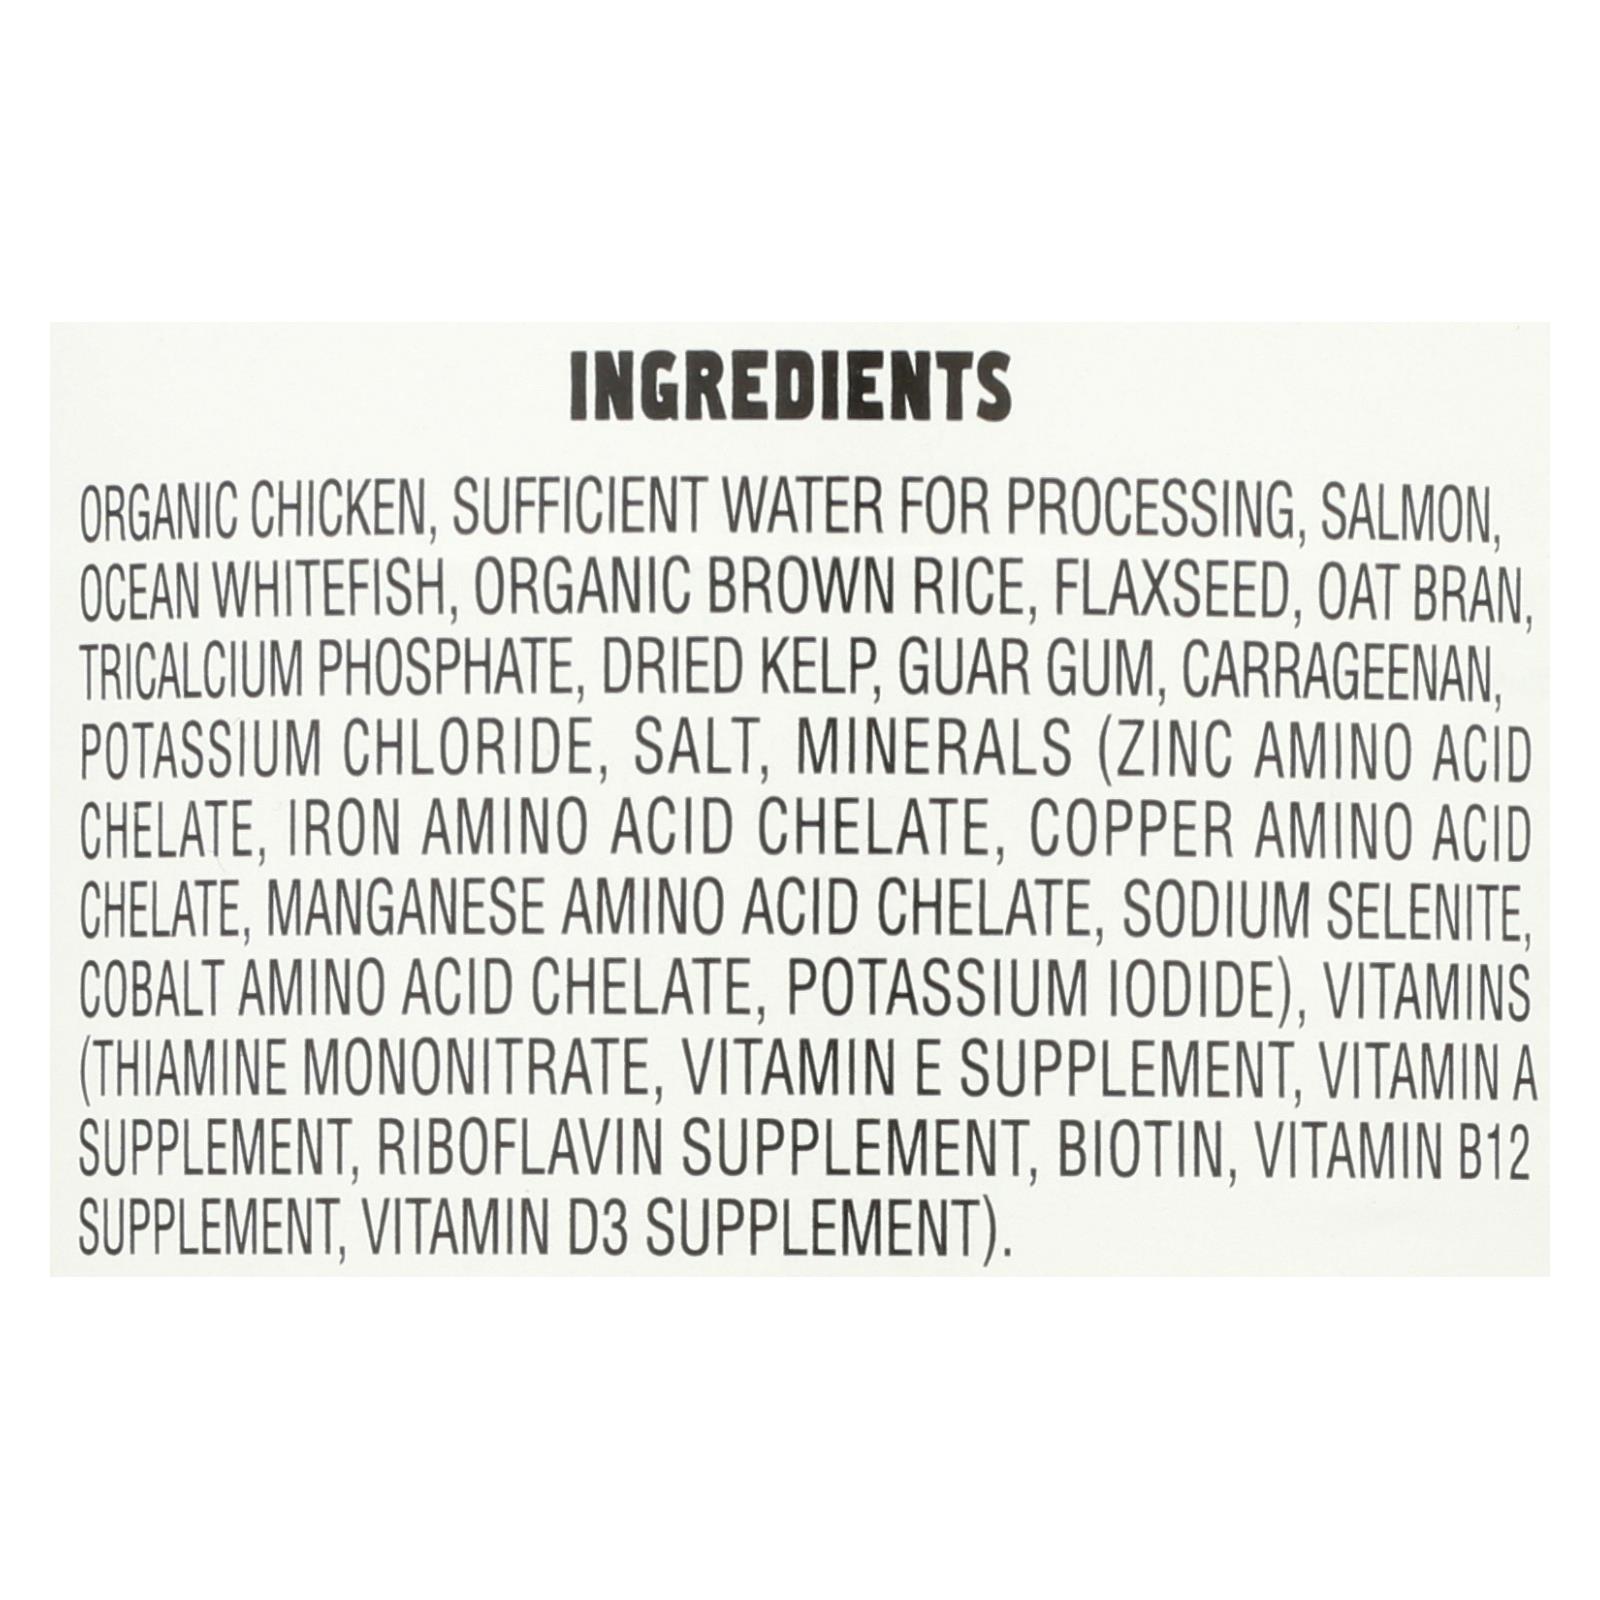 INGREDIENTS
ORGANIC CHICKEN, SUFFICIENT WATER FOR PROCESSING, SALMON,
OCEAN WHITEFISH, ORGANIC BROWN RICE, FLAXSEED, OAT BRAN,
TRICALCIUM PHOSPHATE, DRIED KELP, GUAR GUM, CARRAGEENAN,
POTASSIUM CHLORIDE, SALT, MINERALS (ZINC AMINO ACID
CHELATE, IRON AMINO ACID CHELATE, COPPER AMINO ACID
CHELATE, MANGANESE AMINO ACID CHELATE, SODIUM SELENITE,
COBALT AMINO ACID CHELATE, POTASSIUM IODIDE), VITAMINS
(THIAMINE MONONITRATE, VITAMIN E SUPPLEMENT, VITAMIN A
SUPPLEMENT, RIBOFLAVIN SUPPLEMENT, BIOTIN, VITAMIN B12
SUPPLEMENT, VITAMIN D3 SUPPLEMENT).